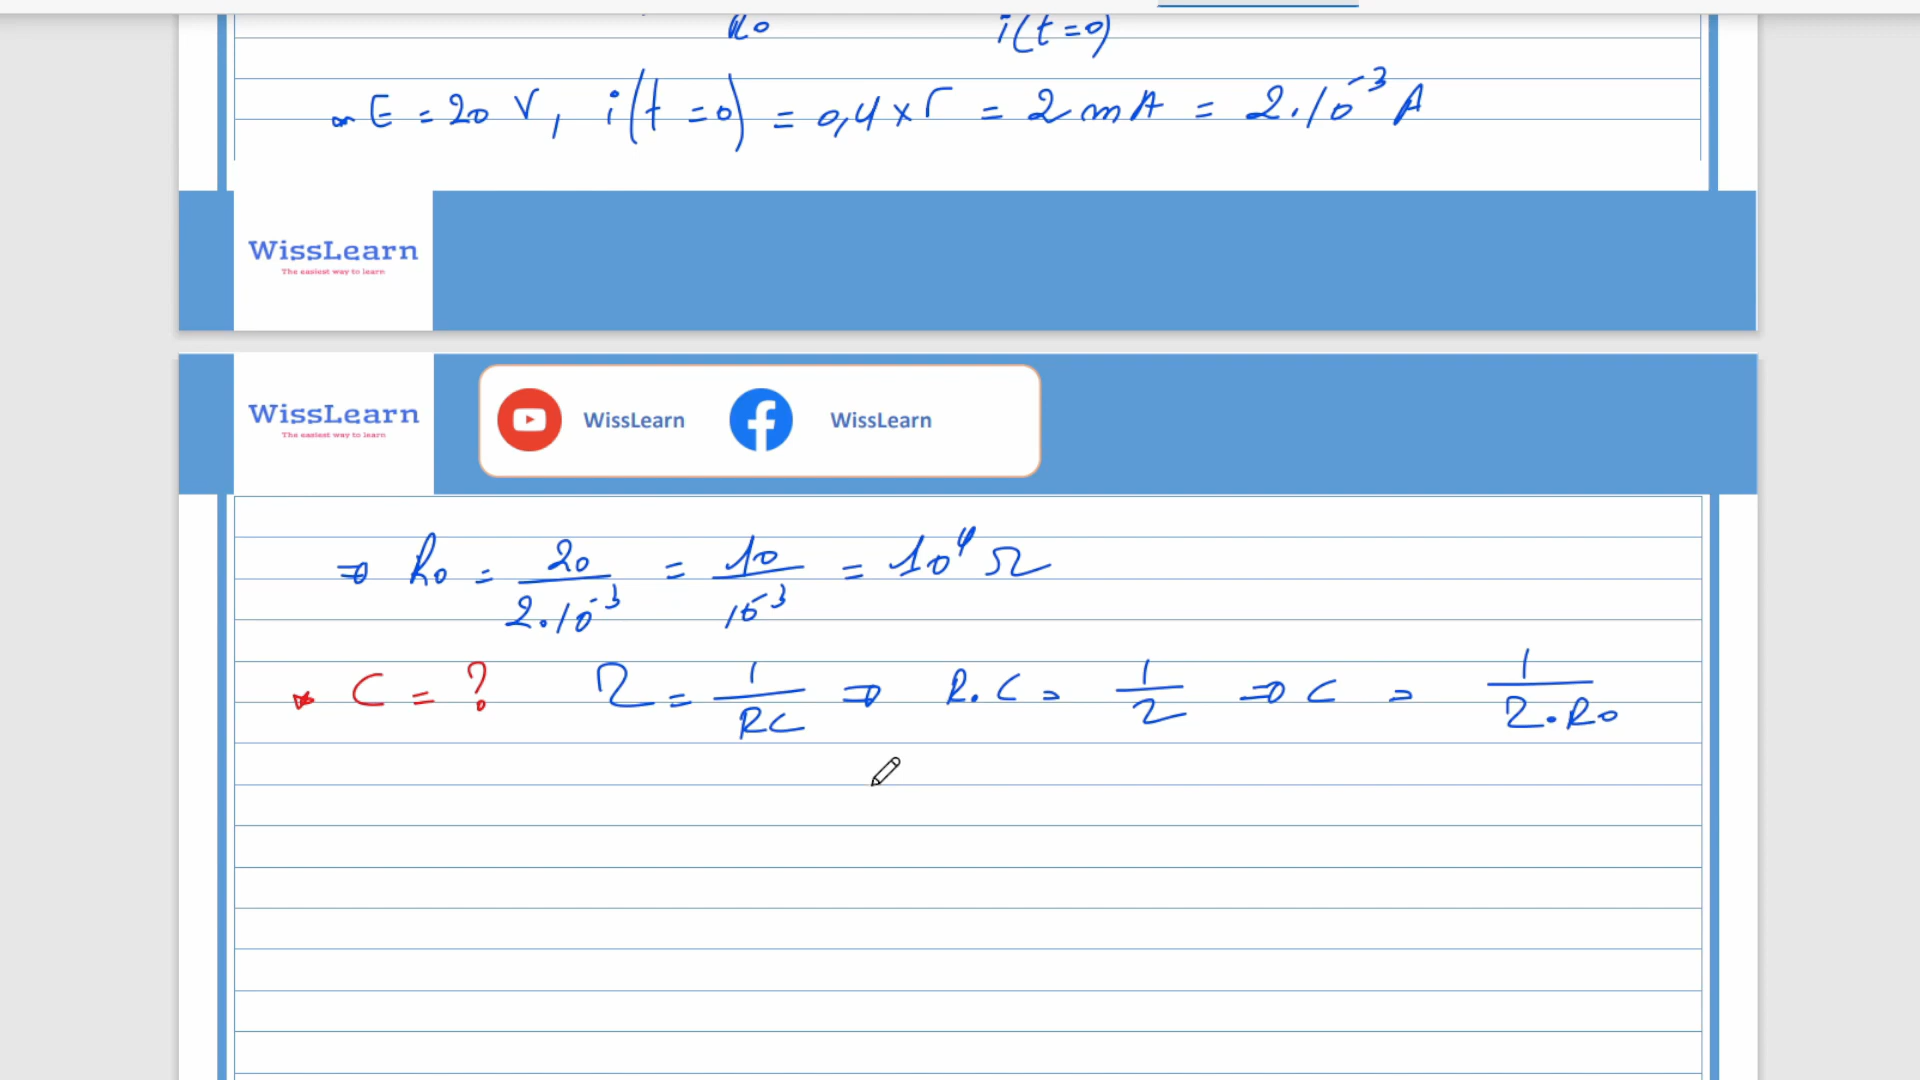 R0 i(t=0)
E = 20 V, i(t=0) = 0,4 x 5 = 2 mA = 2.10⁻³ A
WissLearn
The easiest way to learn
WissLearn
The easiest way to learn
WissLearn WissLearn
⇒ R0 = 20 / 2.10⁻³ = 10 / 10⁻³ = 10⁴ Ω
* C = ? Z = 1 / RC ⇒ R.C = 1 / Z ⇒ C = 1 / Z.R0